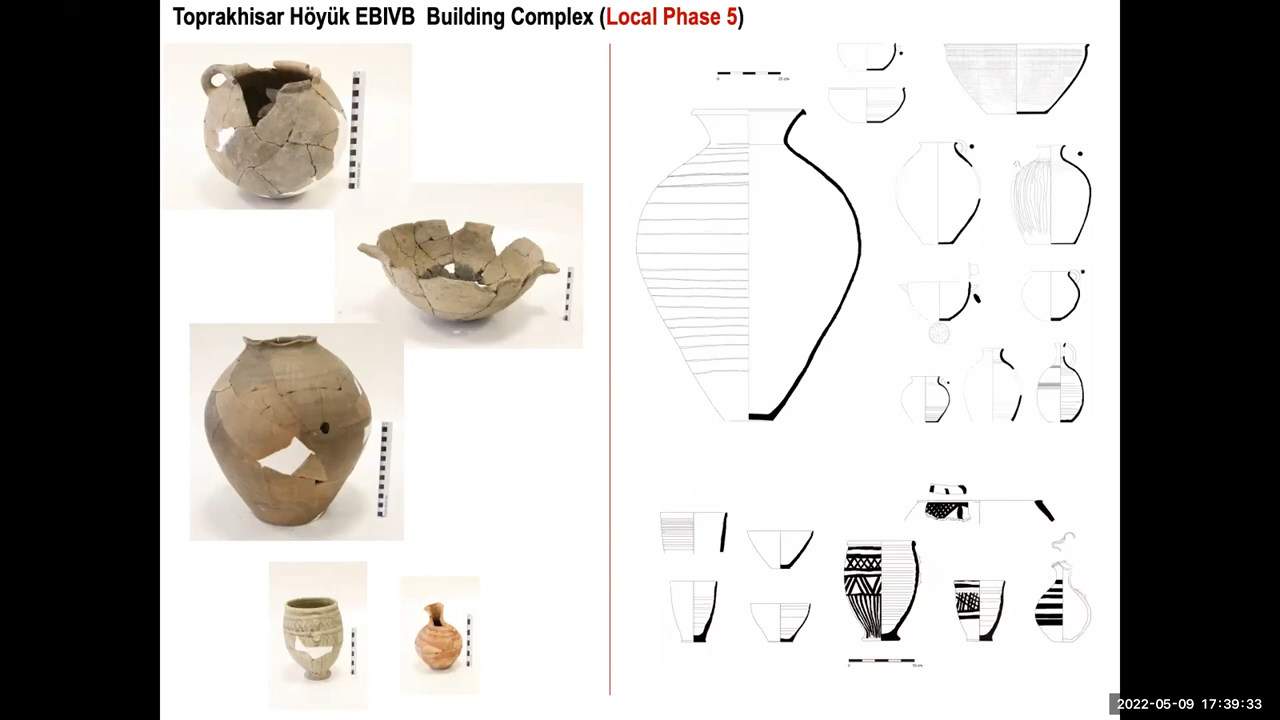 Toprakhisar Höyük EBIVB Building Complex (Local Phase 5)
2022-05-09 17:39:33